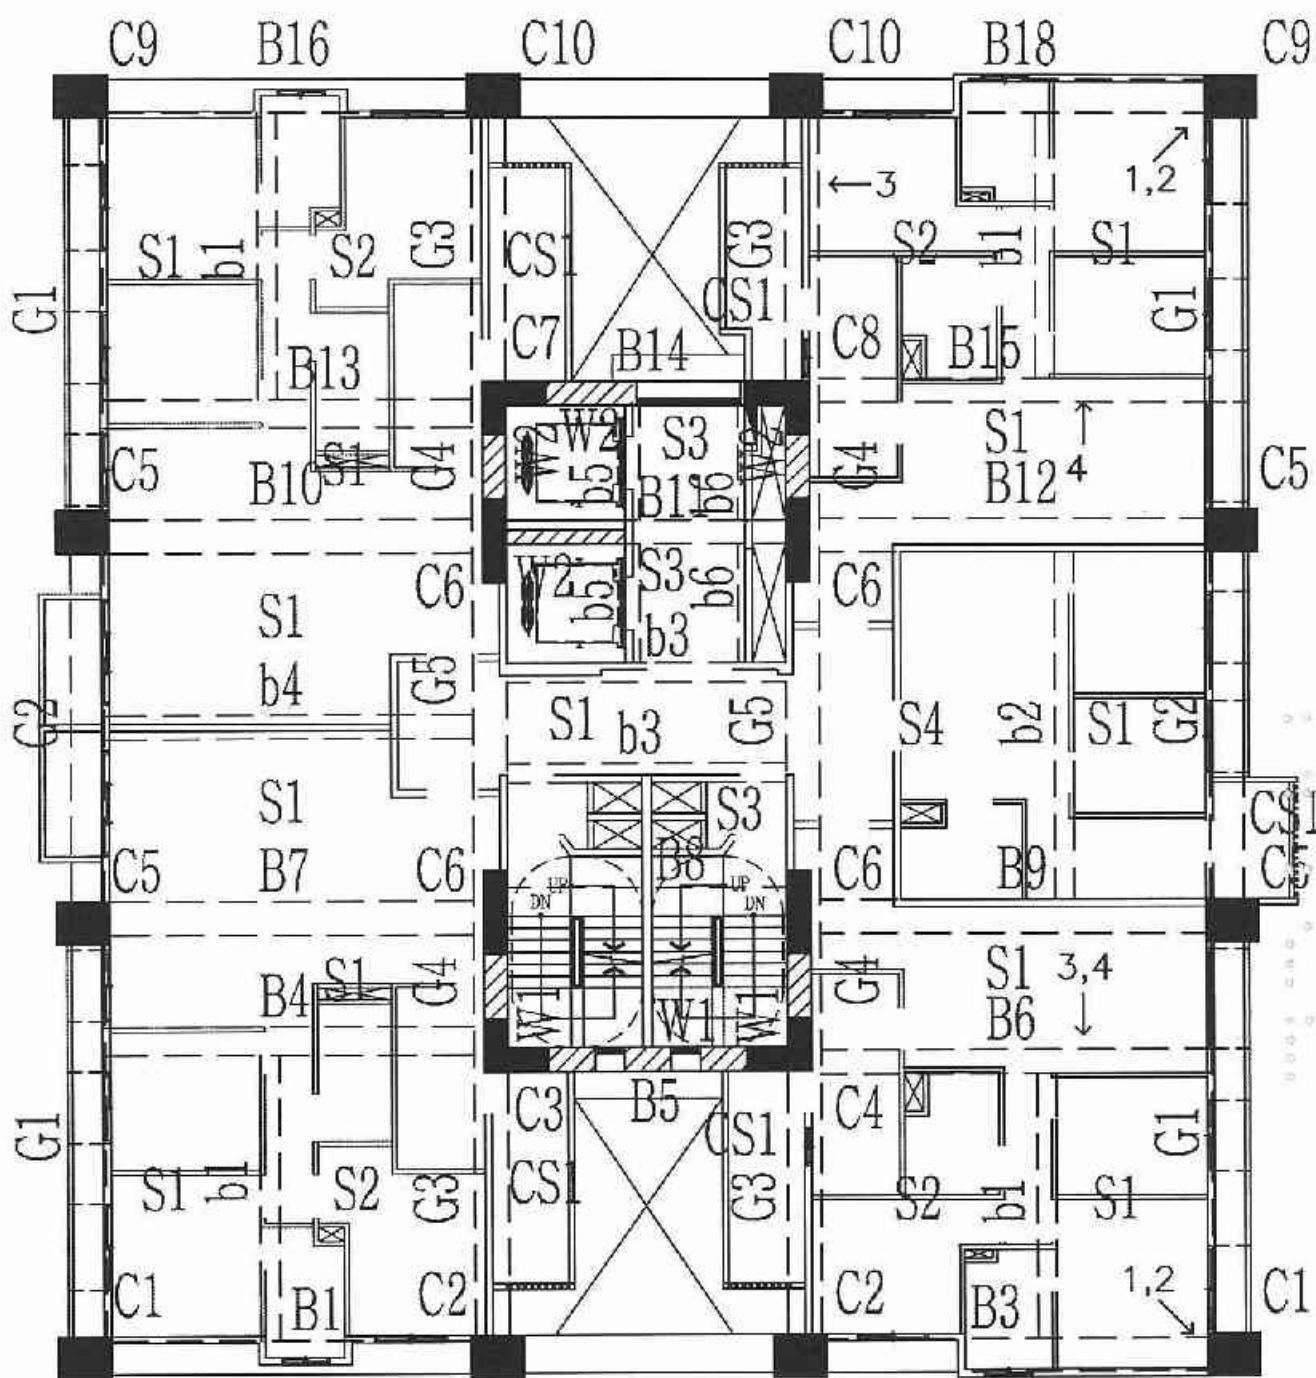 C9 B16 C10 C10 B18 C9
1,2
←3
S1 b1 S2 G3 CS1 G3 S2 b1 S1
CS1
G1 G1
C7 B14 C8 B15
B13
W2 S3 S1
C5 S1 G4 W2 b5 G4 4 C5
B10 B11 b6 B12
W2 S3
C6 b5 b6 C6
S1 b3
b4 G5
C2 S1 b3 G5 S4 b2 S1 G2
S1 S3 CS1
C5 B7 C6 B8 C6 B9
UP UP
DN DN
S1 G4 G4 S1 3,4
B4 W1 W1 W1 B6
C3 B5 C4
G1 CS1 G1
S1 b1 S2 G3 CS1 G3 S2 b1 S1
C1 B1 C2 C2 B3 1,2 C1